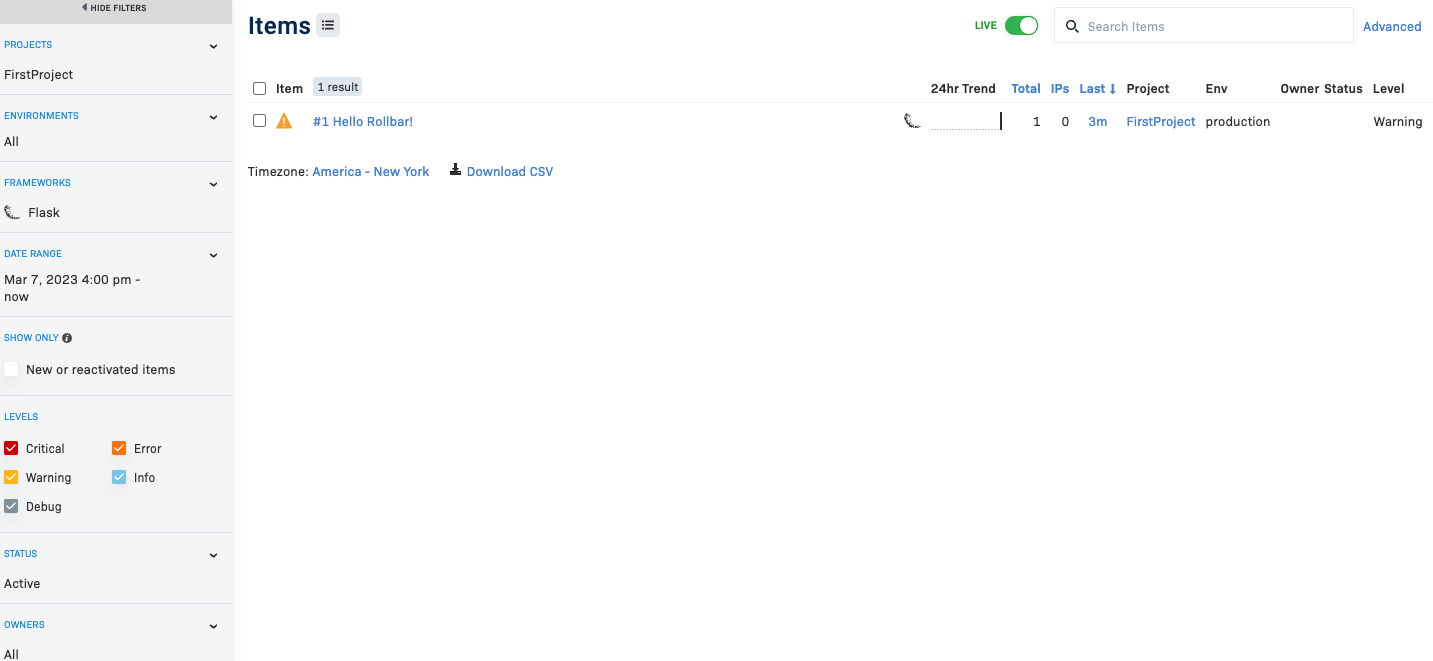 HIDE FILTERS
PROJECTS
FirstProject
ENVIRONMENTS
All
FRAMEWORKS
Flask
DATE RANGE
Mar 7, 2023 4:00 pm -
now
SHOW ONLY
New or reactivated items
LEVELS
Critical Error
Warning Info
Debug
STATUS
Active
OWNERS
All
Items LIVE Search Items Advanced
Item 1 result 24hr Trend Total IPs Last Project Env Owner Status Level
#1 Hello Rollbar! 1 0 3m FirstProject production Warning
Timezone: America - New York Download CSV